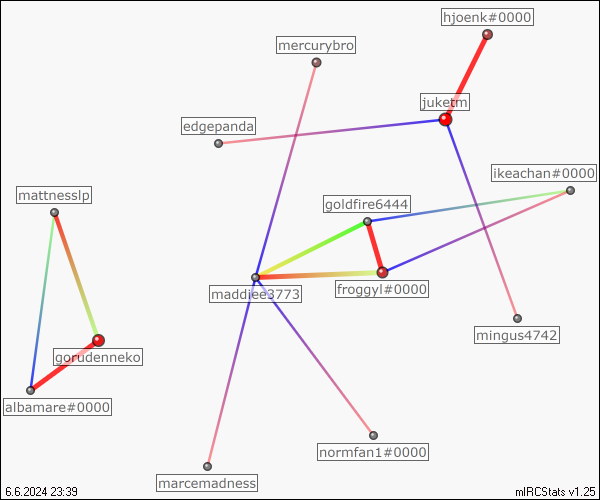 hjoenk#0000
mercurybro
juketm
edgepanda
ikeachan#0000
mattnesslp
goldfire6444
maddiee3773
froggyl#0000
mingus4742
gorudenneko
albamare#0000
normfan1#0000
marcemadness
6.6.2024 23:39
mIRCStats v1.25